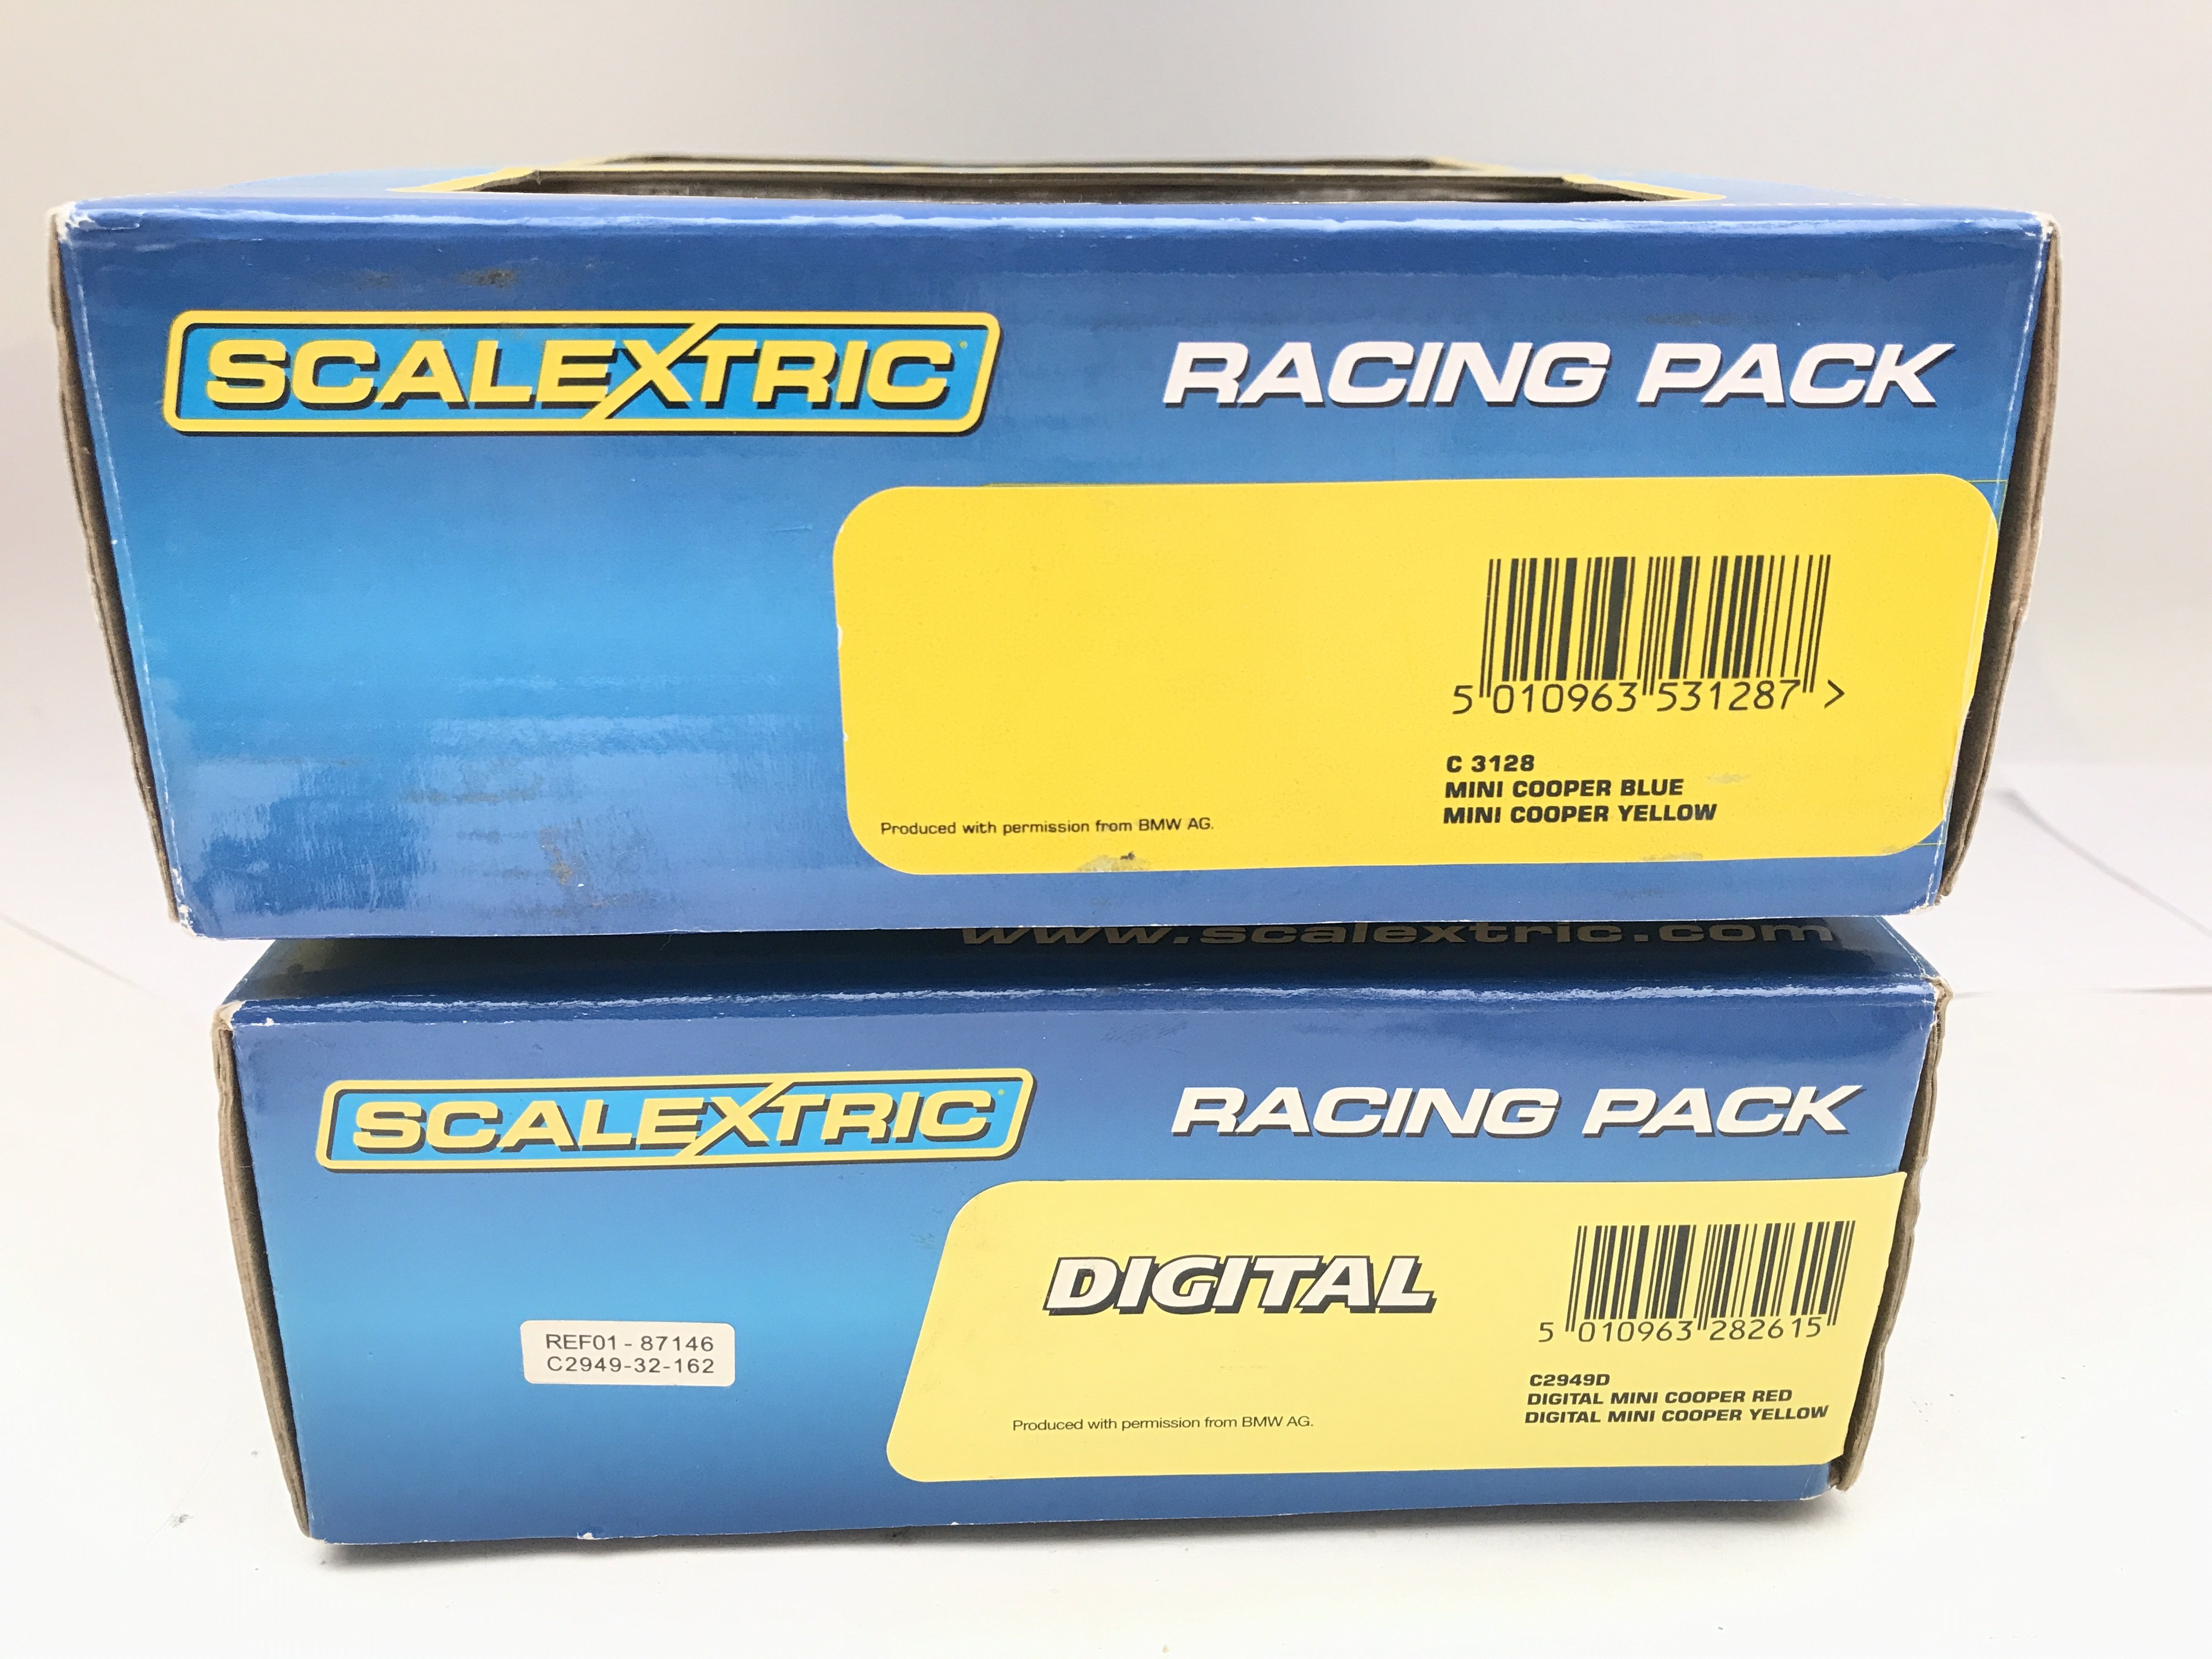 SCALEXTRIC
RACING PACK
5 010963 531287 >
C 3128
MINI COOPER BLUE
MINI COOPER YELLOW
Produced with permission from BMW AG.
www.scalextric.com
SCALEXTRIC
RACING PACK
DIGITAL
5 010963 282615
REF01 - 87146
C2949-32-162
C2949D
DIGITAL MINI COOPER RED
DIGITAL MINI COOPER YELLOW
Produced with permission from BMW AG.